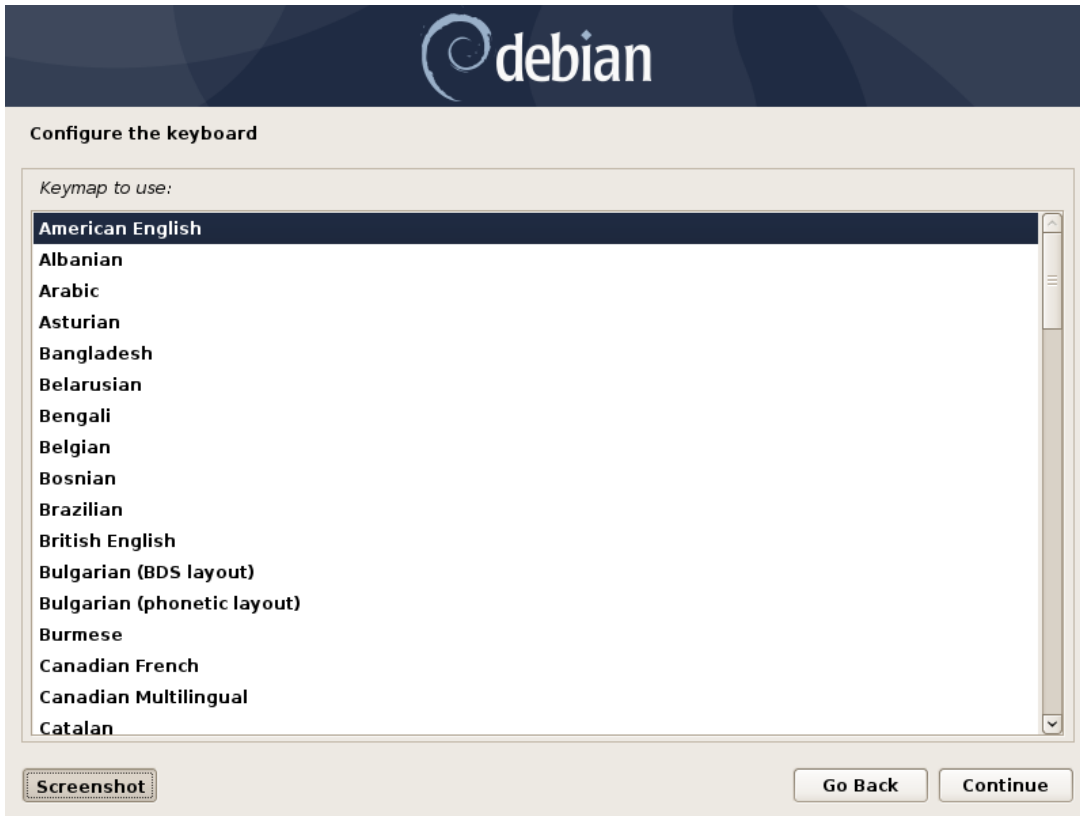 debian
Configure the keyboard
Keymap to use:
American English
Albanian
Arabic
Asturian
Bangladesh
Belarusian
Bengali
Belgian
Bosnian
Brazilian
British English
Bulgarian (BDS layout)
Bulgarian (phonetic layout)
Burmese
Canadian French
Canadian Multilingual
Catalan
Screenshot
Go Back
Continue